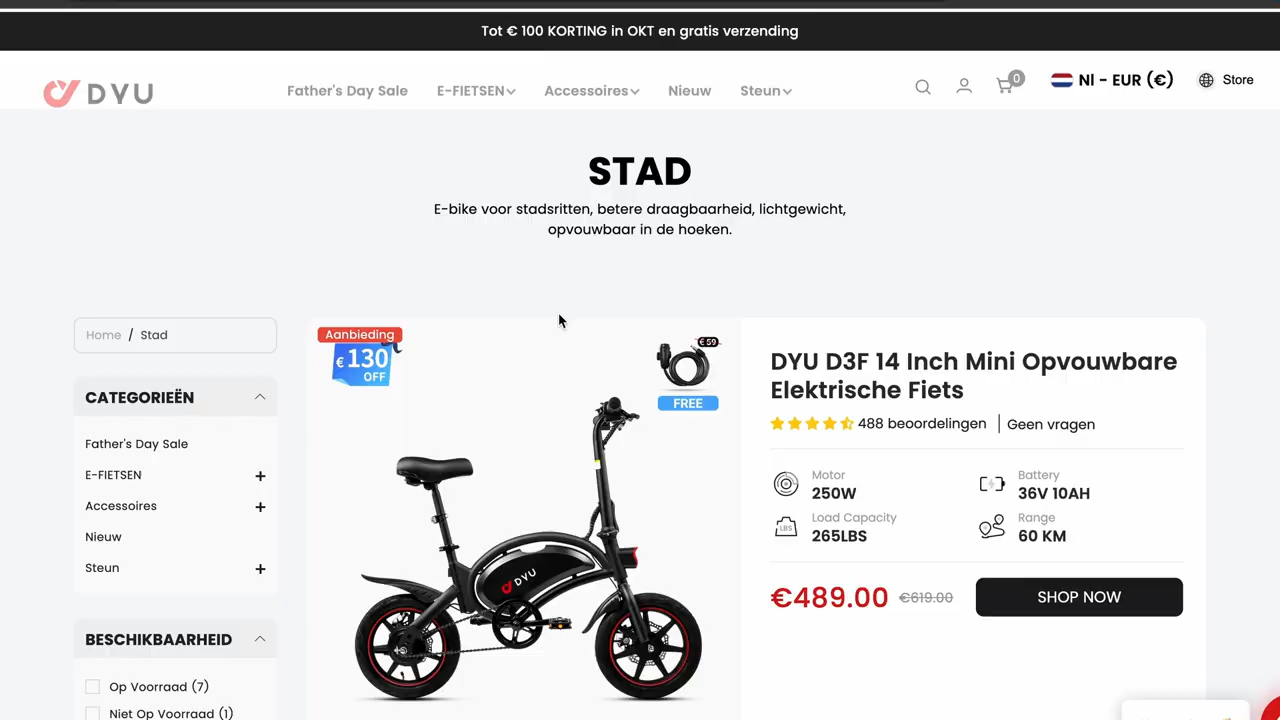 Tot € 100 KORTING in OKT en gratis verzending
DYU
Father's Day Sale
E-FIETSEN
Accessoires
Nieuw
Steun
0
Nl - EUR (€)
Store
STAD
E-bike voor stadsritten, betere draagbaarheid, lichtgewicht,
opvouwbaar in de hoeken.
Home / Stad
CATEGORIEËN
Father's Day Sale
E-FIETSEN +
Accessoires +
Nieuw
Steun +
BESCHIKBAARHEID
Op Voorraad (7)
Niet Op Voorraad (1)
Aanbieding
€ 130
OFF
€ 59
FREE
DYU
DYU D3F 14 Inch Mini Opvouwbare
Elektrische Fiets
488 beoordelingen | Geen vragen
Motor
250W
Battery
36V 10AH
LBS
Load Capacity
265LBS
Range
60 KM
€489.00 €619.00
SHOP NOW